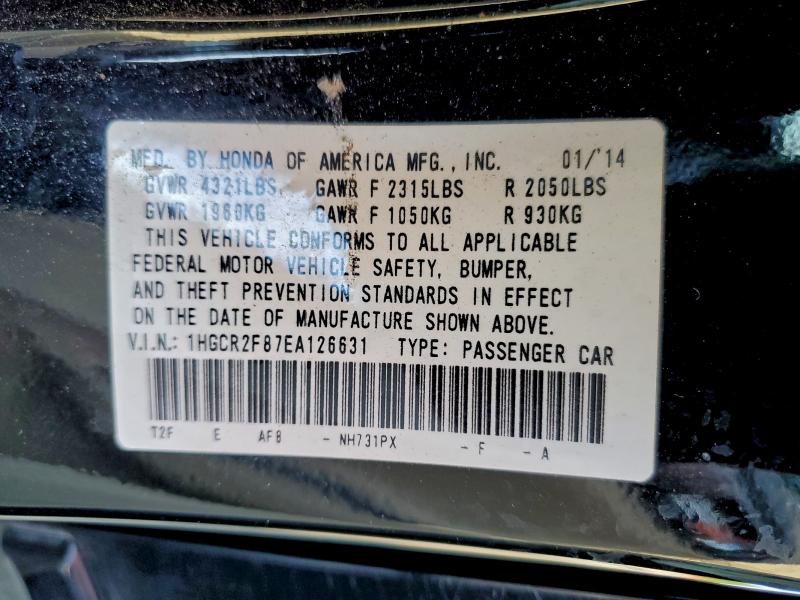 MFD. BY HONDA OF AMERICA MFG., INC. 01/'14
GVWR 4321LBS. GAWR F 2315LBS R 2050LBS
GVWR 1960KG GAWR F 1050KG R 930KG
THIS VEHICLE CONFORMS TO ALL APPLICABLE
FEDERAL MOTOR VEHICLE SAFETY, BUMPER,
AND THEFT PREVENTION STANDARDS IN EFFECT
ON THE DATE OF MANUFACTURE SHOWN ABOVE.
V.I.N.: 1HGCR2F87EA126631 TYPE: PASSENGER CAR
T2F E AF8 - NH731PX - F - A